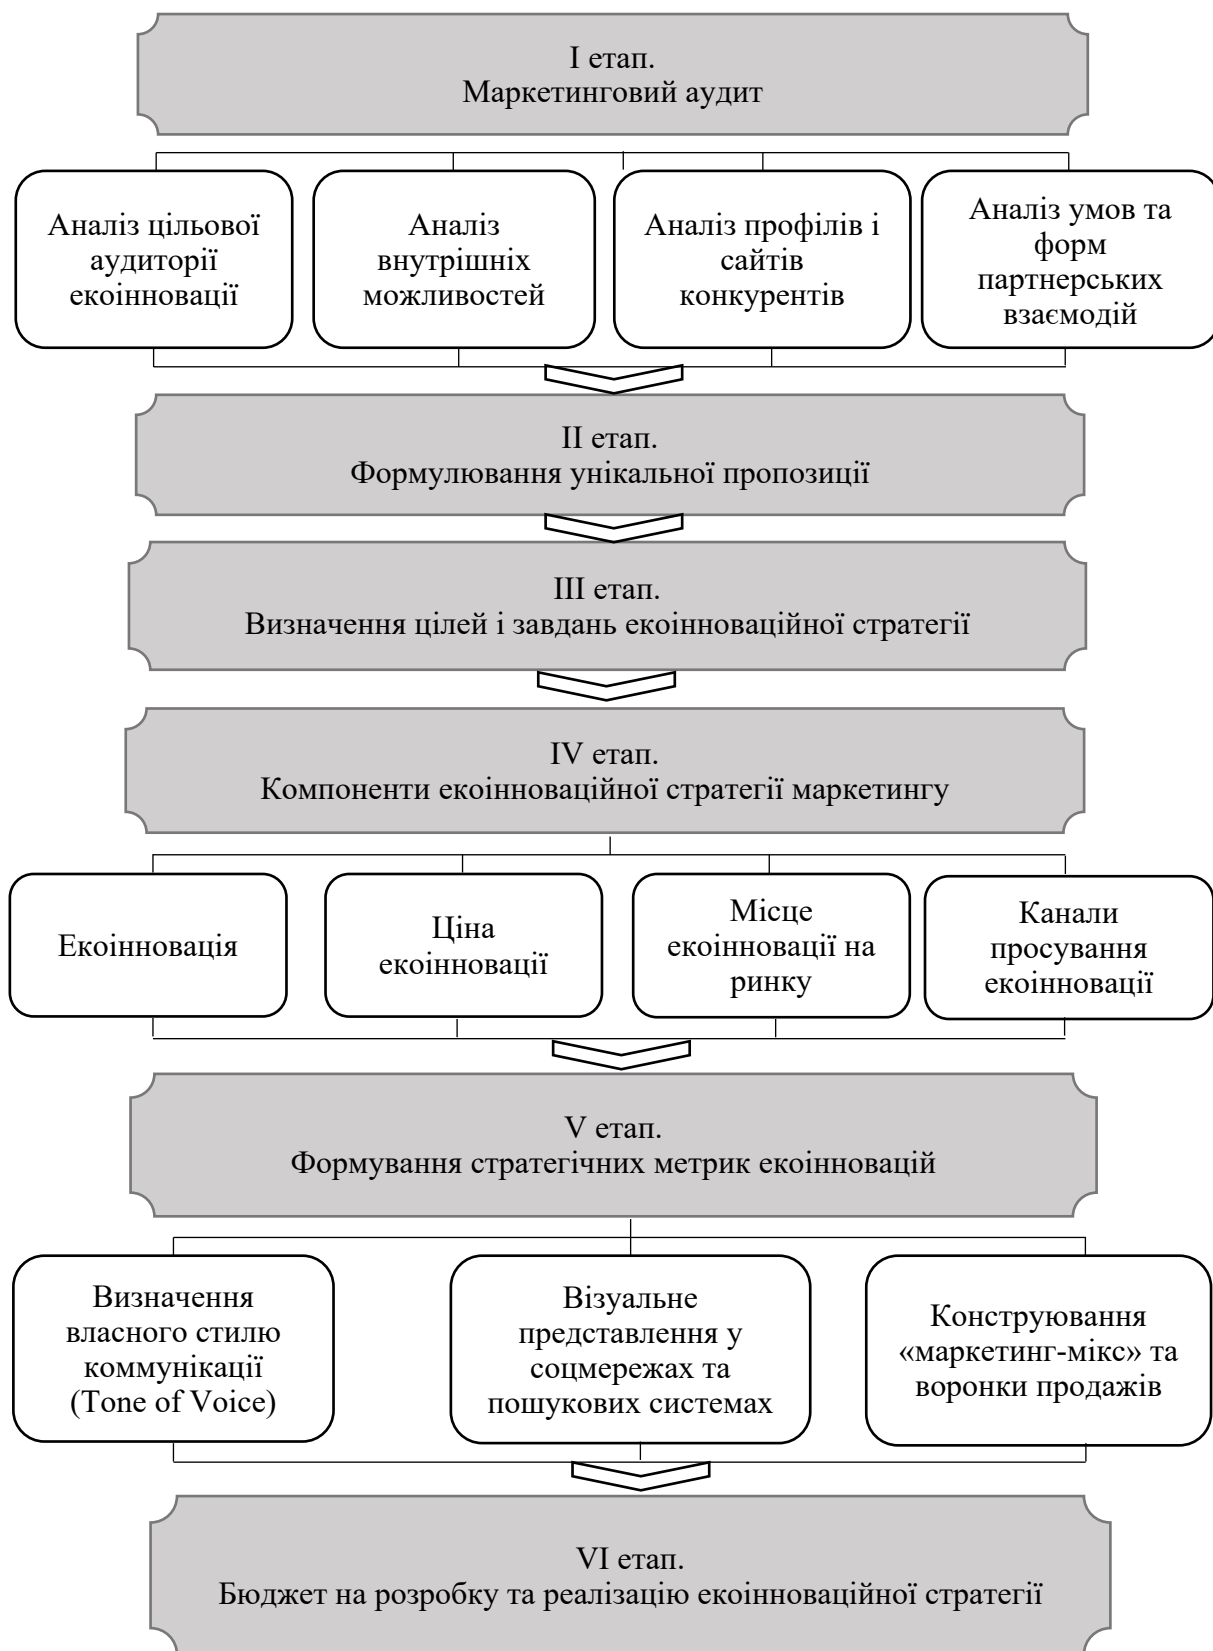 I етап.
Маркетинговий аудит
Аналіз цільової
аудиторії
екоінновації
Аналіз
внутрішніх
можливостей
Аналіз профілів і
сайтів
конкурентів
Аналіз умов та
форм
партнерських
взаємодій
II етап.
Формулювання унікальної пропозиції
III етап.
Визначення цілей і завдань екоінноваційної стратегії
IV етап.
Компоненти екоінноваційної стратегії маркетингу
Екоінновація
Ціна
екоінновації
Місце
екоінновації на
ринку
Канали
просування
екоінновації
V етап.
Формування стратегічних метрик екоінновацій
Визначення
власного стилю
коммунікації
(Tone of Voice)
Візуальне
представлення у
соцмережах та
пошукових системах
Конструювання
«маркетинг-мікс» та
воронки продажів
VI етап.
Бюджет на розробку та реалізацію екоінноваційної стратегії